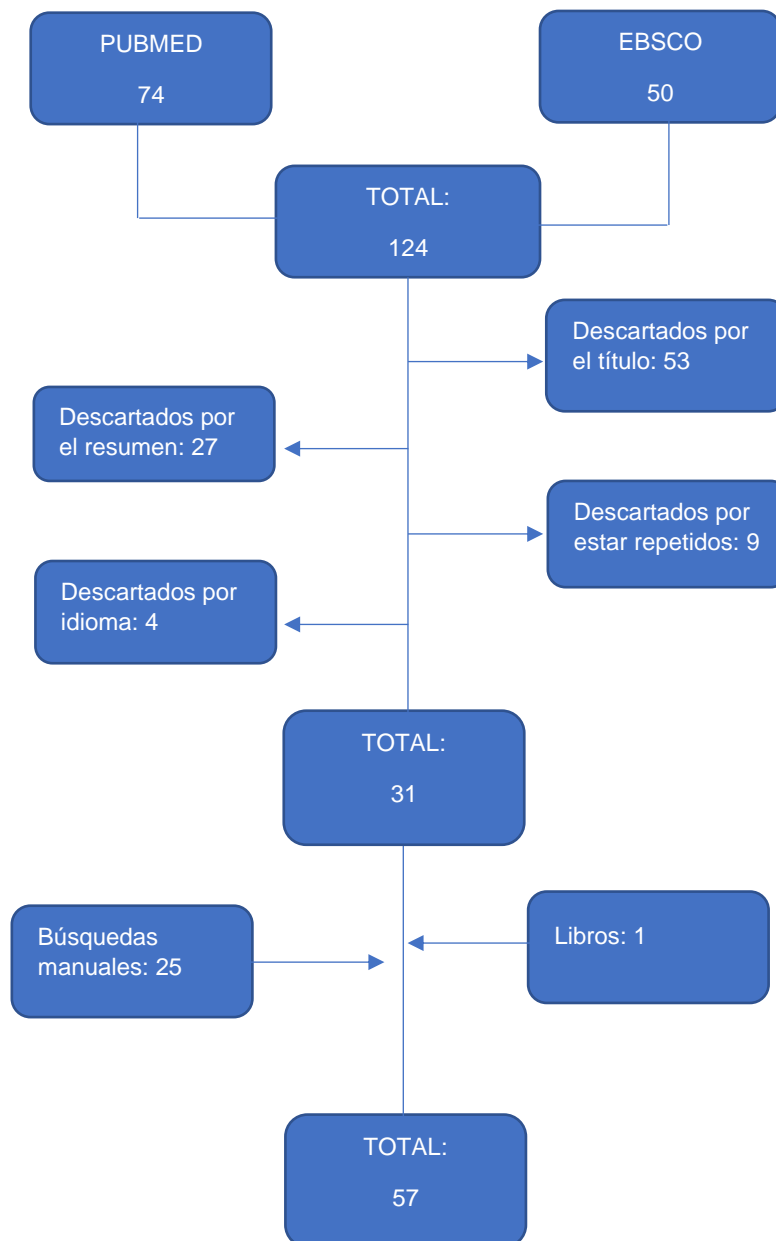 PUBMED
74
EBSCO
50
TOTAL:
124
Descartados por
el título: 53
Descartados por
el resumen: 27
Descartados por
estar repetidos: 9
Descartados por
idioma: 4
TOTAL:
31
Búsquedas
manuales: 25
Libros: 1
TOTAL:
57